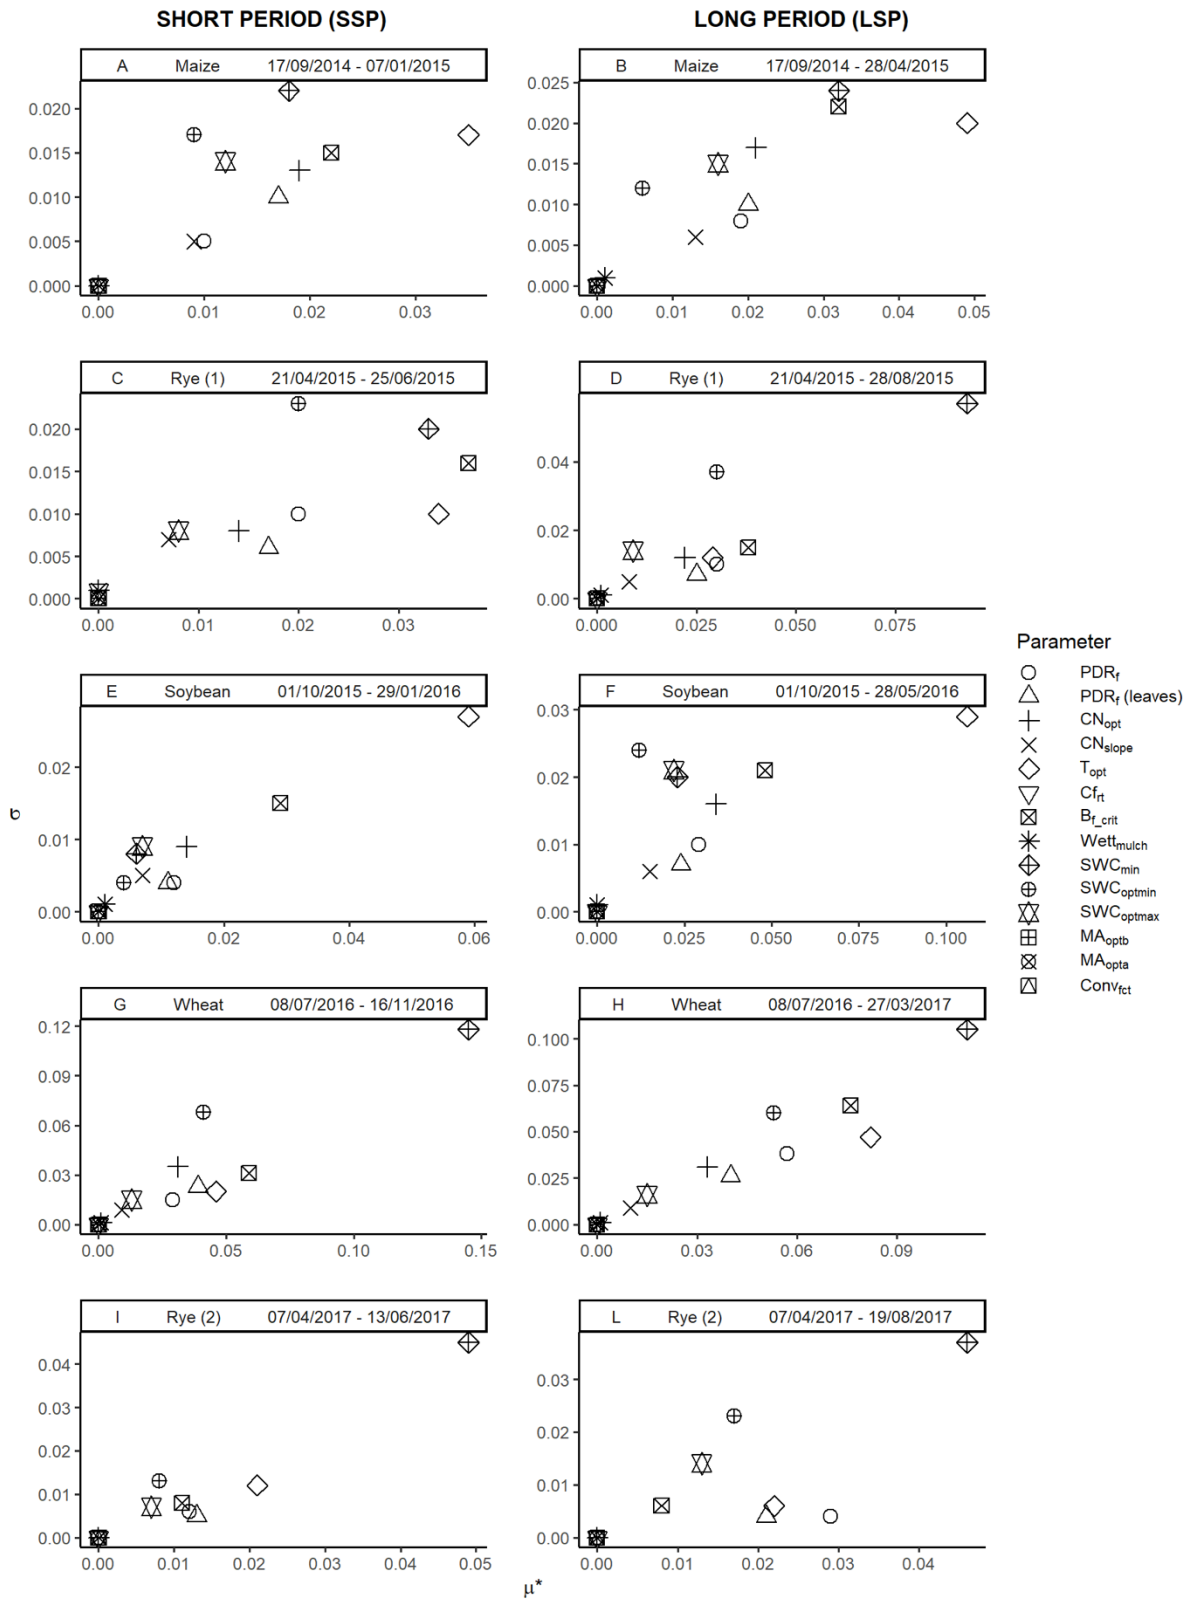 SHORT PERIOD (SSP) LONG PERIOD (LSP)
A Maize 17/09/2014 - 07/01/2015
0.020
0.015
0.010
0.005
0.000
0.00 0.01 0.02 0.03
B Maize 17/09/2014 - 28/04/2015
0.025
0.020
0.015
0.010
0.005
0.000
0.00 0.01 0.02 0.03 0.04 0.05
C Rye (1) 21/04/2015 - 25/06/2015
0.020
0.015
0.010
0.005
0.000
0.00 0.01 0.02 0.03
D Rye (1) 21/04/2015 - 28/08/2015
0.04
0.02
0.00
0.000 0.025 0.050 0.075
E Soybean 01/10/2015 - 29/01/2016
0.02
0.01
0.00
0.00 0.02 0.04 0.06
F Soybean 01/10/2015 - 28/05/2016
0.03
0.02
0.01
0.00
0.000 0.025 0.050 0.075 0.100
G Wheat 08/07/2016 - 16/11/2016
0.12
0.09
0.06
0.03
0.00
0.00 0.05 0.10 0.15
H Wheat 08/07/2016 - 27/03/2017
0.100
0.075
0.050
0.025
0.000
0.00 0.03 0.06 0.09
I Rye (2) 07/04/2017 - 13/06/2017
0.04
0.03
0.02
0.01
0.00
0.00 0.01 0.02 0.03 0.04 0.05
L Rye (2) 07/04/2017 - 19/08/2017
0.03
0.02
0.01
0.00
0.00 0.01 0.02 0.03 0.04
σ
μ*
Parameter
PDRf
PDRf (leaves)
CNopt
CNslope
Topt
Cfrt
Bf_crit
Wettmulch
SWCmin
SWCoptmin
SWCoptmax
MAoptb
MAopta
Convfct